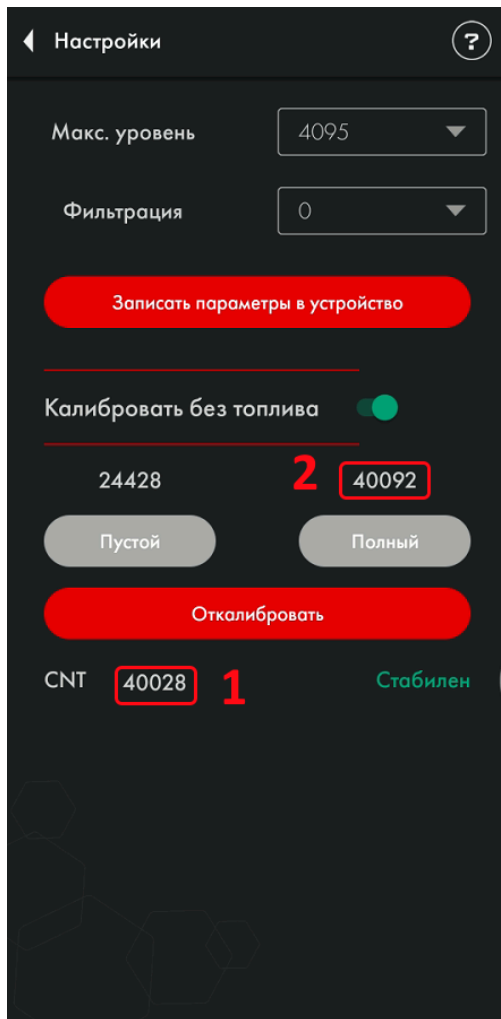 Настройки ?
Макс. уровень 4095
Фильтрация 0
Записать параметры в устройство
Калибровать без топлива
24428 2 40092
Пустой Полный
Откалибровать
CNT 40028 1 Стабилен